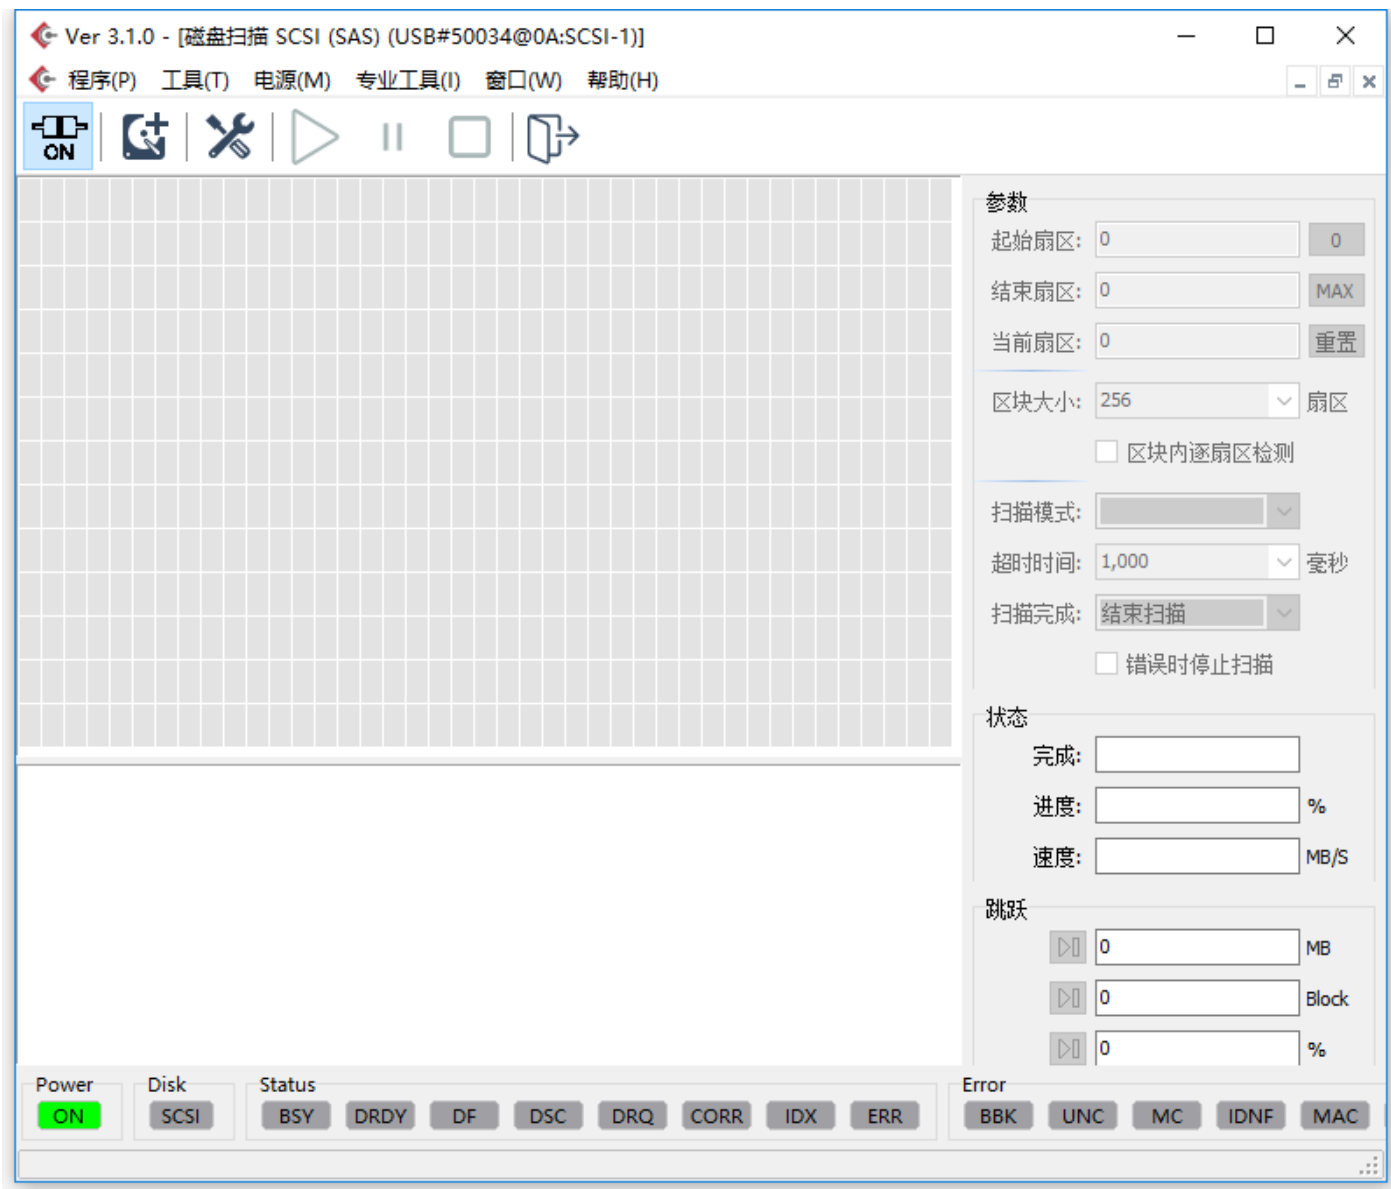 Ver 3.1.0 - [磁盘扫描 SCSI (SAS) (USB#50034@0A:SCSI-1)]
程序(P) 工具(T) 电源(M) 专业工具(I) 窗口(W) 帮助(H)
ON
参数
起始扇区: 0 0
结束扇区: 0 MAX
当前扇区: 0 重置
区块大小: 256 扇区
区块内逐扇区检测
扫描模式:
超时时间: 1,000 毫秒
扫描完成: 结束扫描
错误时停止扫描
状态
完成:
进度: %
速度: MB/S
跳跃
0 MB
0 Block
0 %
Power Disk Status Error
ON SCSI BSY DRDY DF DSC DRQ CORR IDX ERR BBK UNC MC IDNF MAC